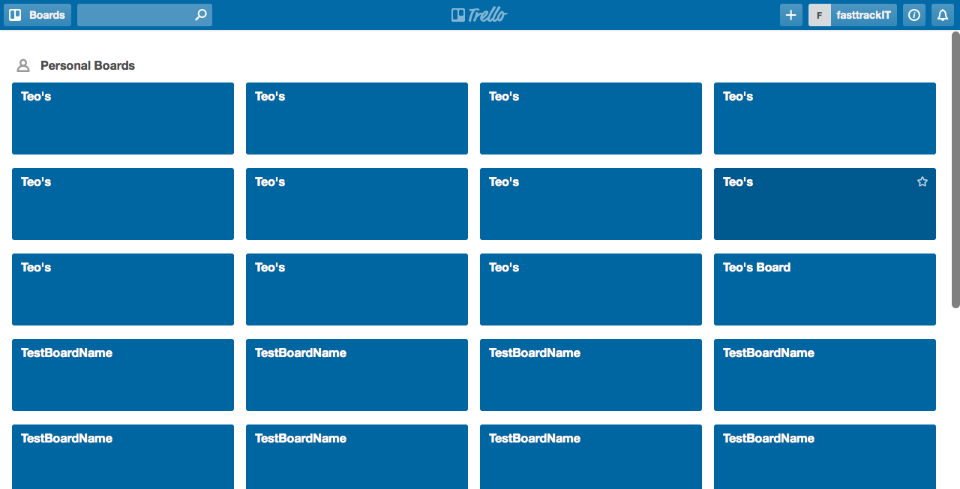 Boards
Trello
F fasttrackIT
Personal Boards
Teo's Teo's Teo's Teo's
Teo's Teo's Teo's Teo's
Teo's Teo's Teo's Teo's Board
TestBoardName TestBoardName TestBoardName TestBoardName
TestBoardName TestBoardName TestBoardName TestBoardName